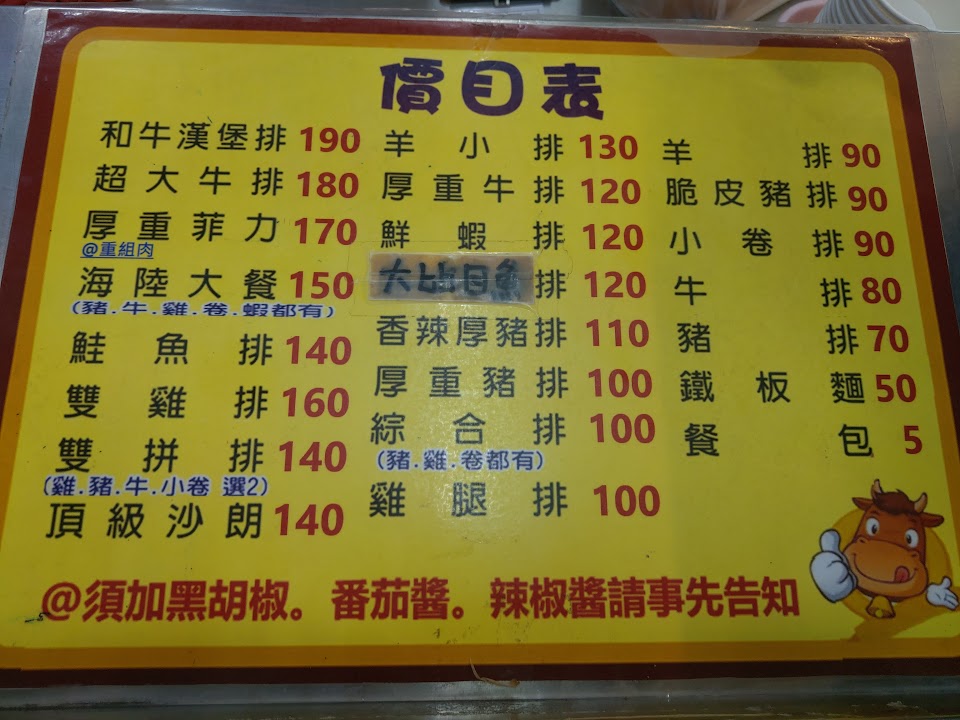 價目表
和牛漢堡排 190
超大牛排 180
厚重菲力 170
@重組肉
海陸大餐 150
(豬.牛.雞.卷.蝦都有)
鮭魚排 140
雙雞排 160
雙拼排 140
(雞.豬.牛.小卷 選2)
頂級沙朗 140
羊小排 130
厚重牛排 120
鮮蝦排 120
大比目魚排 120
香辣厚豬排 110
厚重豬排 100
綜合排 100
(豬.雞.卷都有)
雞腿排 100
羊排 90
脆皮豬排 90
小卷排 90
牛排 80
豬排 70
鐵板麵 50
餐包 5
@須加黑胡椒。番茄醬。辣椒醬請事先告知